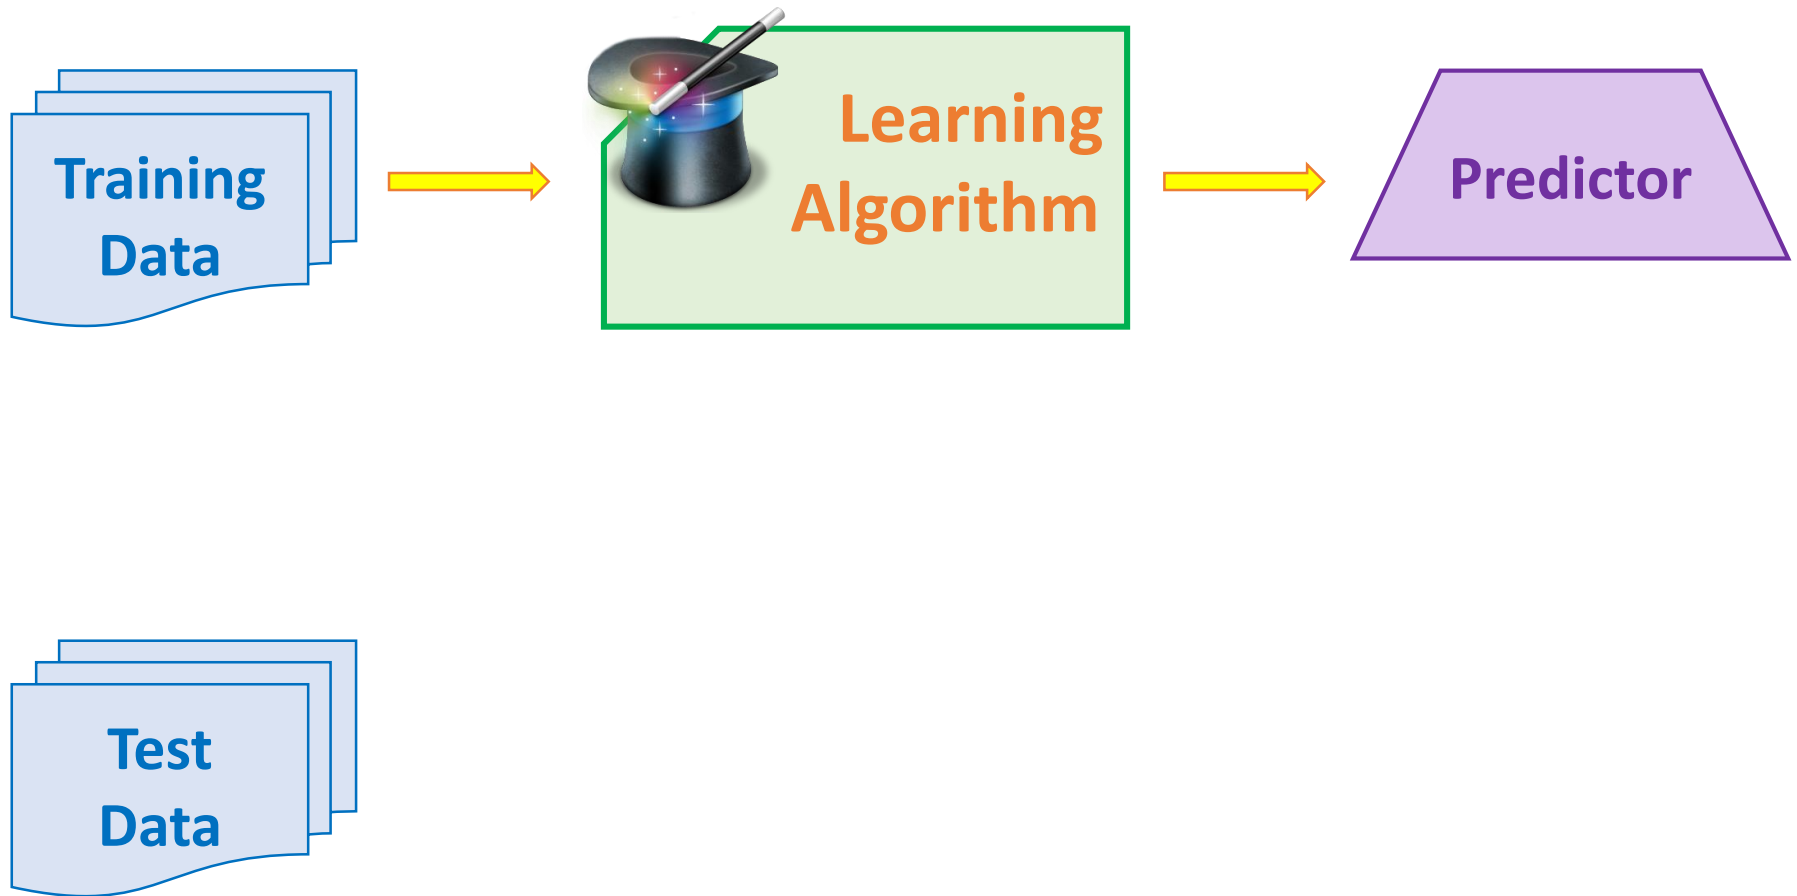 Training
Data
Learning
Algorithm
Predictor
Test
Data